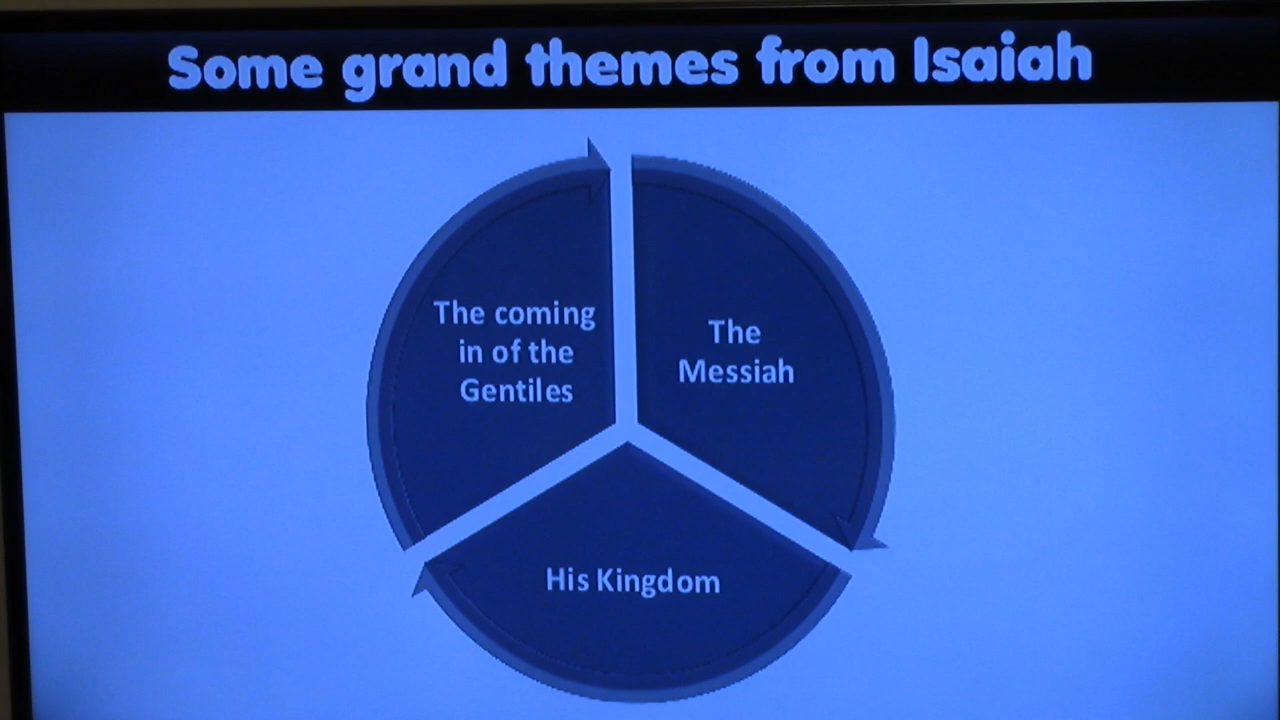 Some grand themes from Isaiah
The coming
in of the
Gentiles
The
Messiah
His Kingdom